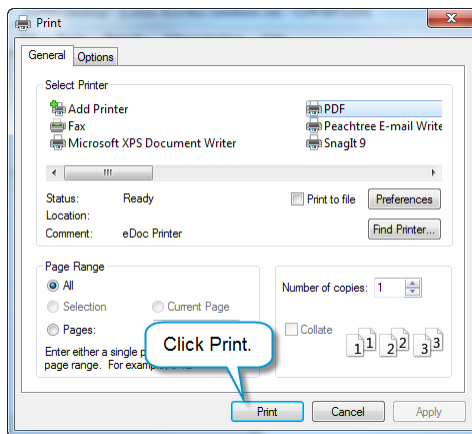 Print
General Options
Select Printer
Add Printer
Fax
Microsoft XPS Document Writer
PDF
Peachtree E-mail Write
SnagIt 9
Status: Ready
Location:
Comment: eDoc Printer
Print to file
Preferences
Find Printer...
Page Range
All
Selection Current Page
Pages:
Enter either a single p
page range. For example,
Number of copies: 1
Collate
1 1 2 2 3 3
Click Print.
Print Cancel Apply